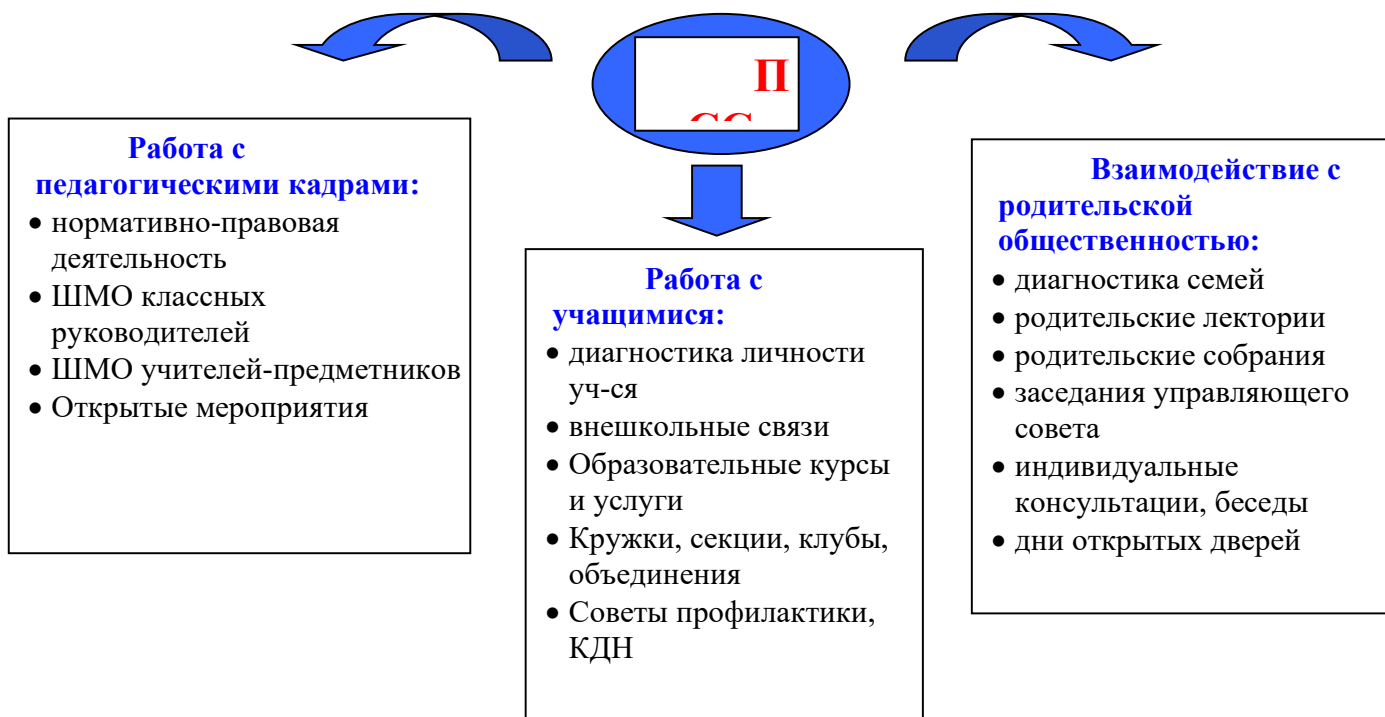 П
СС
Работа с
педагогическими кадрами:
• нормативно-правовая
деятельность
• ШМО классных
руководителей
• ШМО учителей-предметников
• Открытые мероприятия
Работа с
учащимися:
• диагностика личности
уч-ся
• внешкольные связи
• Образовательные курсы
и услуги
• Кружки, секции, клубы,
объединения
• Советы профилактики,
КДН
Взаимодействие с
родительской
общественностью:
• диагностика семей
• родительские лектории
• родительские собрания
• заседания управляющего
совета
• индивидуальные
консультации, беседы
• дни открытых дверей